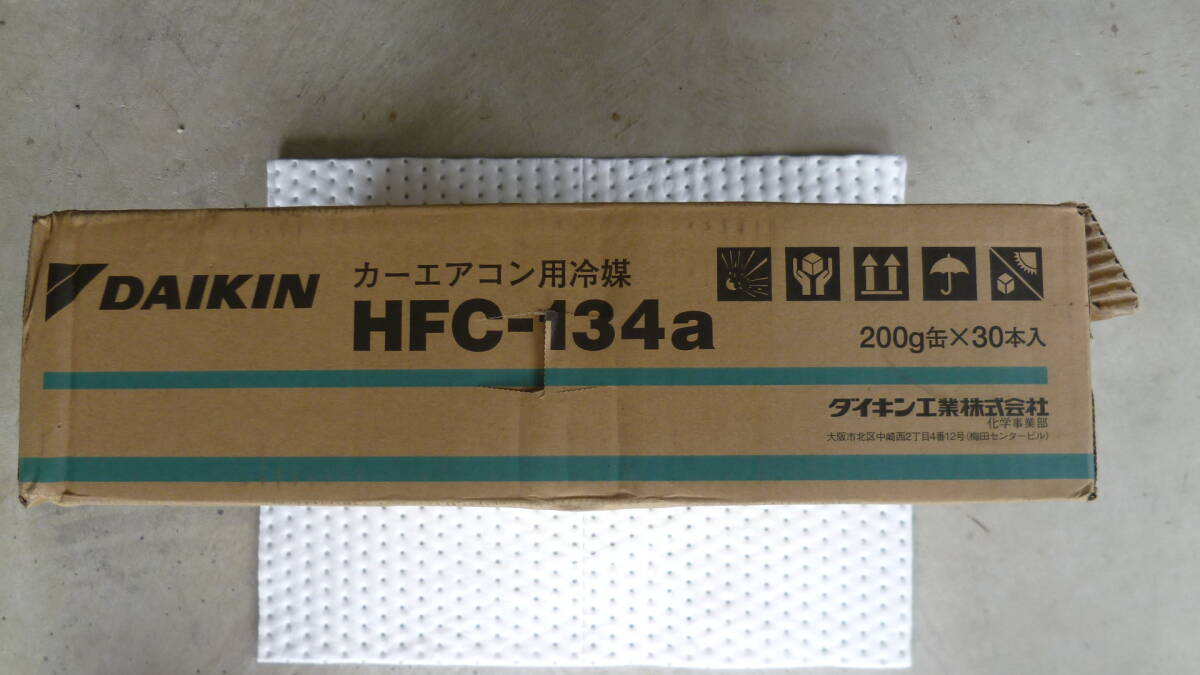 DAIKIN
カーエアコン用冷媒
HFC-134a
200g缶×30本入
ダイキン工業株式会社
化学事業部
大阪市北区中崎西2丁目4番12号(梅田センタービル)